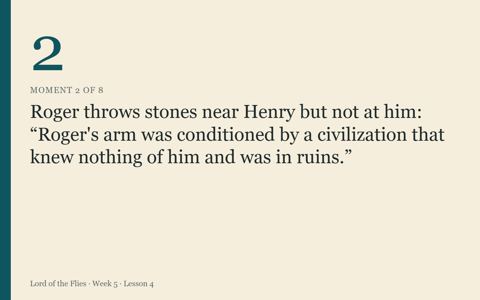 2
MOMENT 2 OF 8
Roger throws stones near Henry but not at him:
“Roger's arm was conditioned by a civilization that
knew nothing of him and was in ruins.”
Lord of the Flies · Week 5 · Lesson 4